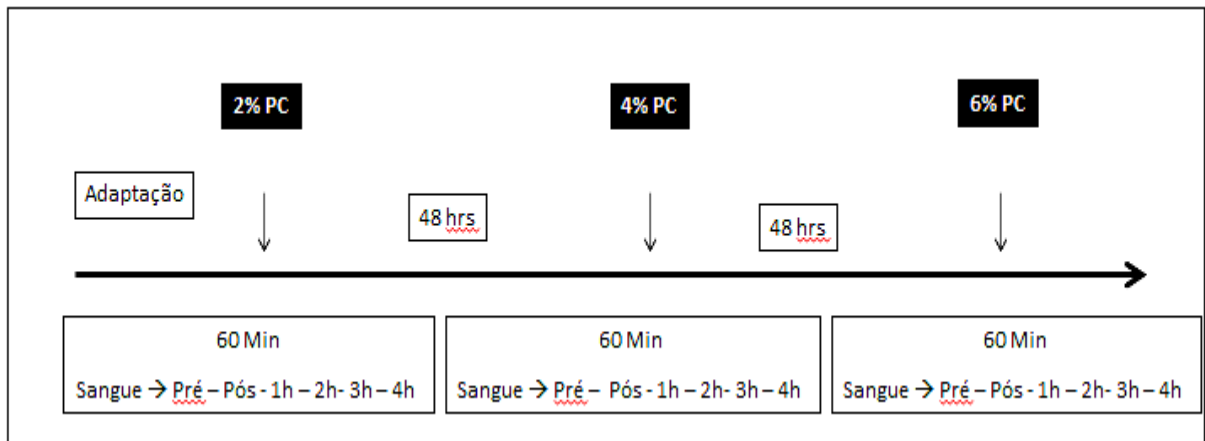 2% PC
4% PC
6% PC
Adaptação
48 hrs
48 hrs
60 Min
Sangue → Pré – Pós - 1h – 2h- 3h – 4h
60 Min
Sangue → Pré – Pós - 1h – 2h- 3h – 4h
60 Min
Sangue → Pré – Pós - 1h – 2h- 3h – 4h